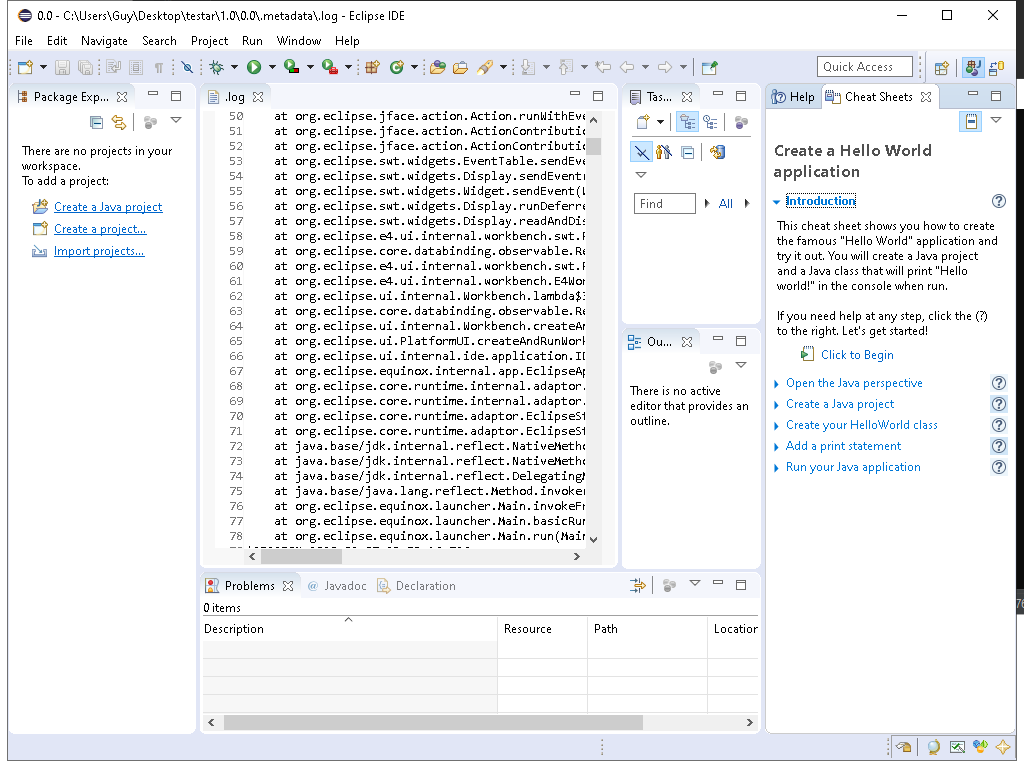 0.0 - C:\Users\Guy\Desktop\testar\1.0\0.0\.metadata\.log - Eclipse IDE
File Edit Navigate Search Project Run Window Help
Quick Access
Package Exp...
There are no projects in your
workspace.
To add a project:
Create a Java project
Create a project...
Import projects...
.log
50 at org.eclipse.jface.action.Action.runWithEve
51 at org.eclipse.jface.action.ActionContributio
52 at org.eclipse.jface.action.ActionContributio
53 at org.eclipse.swt.widgets.EventTable.sendEve
54 at org.eclipse.swt.widgets.Display.sendEvent(
55 at org.eclipse.swt.widgets.Widget.sendEvent(W
56 at org.eclipse.swt.widgets.Display.runDeferre
57 at org.eclipse.swt.widgets.Display.readAndDis
58 at org.eclipse.e4.ui.internal.workbench.swt.P
59 at org.eclipse.core.databinding.observable.Re
60 at org.eclipse.e4.ui.internal.workbench.swt.P
61 at org.eclipse.e4.ui.internal.workbench.E4Wor
62 at org.eclipse.ui.internal.Workbench.lambda$3
63 at org.eclipse.core.databinding.observable.Re
64 at org.eclipse.ui.internal.Workbench.createAn
65 at org.eclipse.ui.PlatformUI.createAndRunWork
66 at org.eclipse.ui.internal.ide.application.ID
67 at org.eclipse.equinox.internal.app.EclipseAp
68 at org.eclipse.core.runtime.internal.adaptor.
69 at org.eclipse.core.runtime.internal.adaptor.
70 at org.eclipse.core.runtime.adaptor.EclipseSt
71 at org.eclipse.core.runtime.adaptor.EclipseSt
72 at java.base/jdk.internal.reflect.NativeMetho
73 at java.base/jdk.internal.reflect.NativeMetho
74 at java.base/jdk.internal.reflect.DelegatingM
75 at java.base/java.lang.reflect.Method.invoke(
76 at org.eclipse.equinox.launcher.Main.invokeFr
77 at org.eclipse.equinox.launcher.Main.basicRun
78 at org.eclipse.equinox.launcher.Main.run(Main
Tas...
Find All
Ou...
There is no active
editor that provides an
outline.
Help Cheat Sheets
Create a Hello World
application
Introduction
This cheat sheet shows you how to create
the famous "Hello World" application and
try it out. You will create a Java project
and a Java class that will print "Hello
world!" in the console when run.
If you need help at any step, click the (?)
to the right. Let's get started!
Click to Begin
Open the Java perspective
Create a Java project
Create your HelloWorld class
Add a print statement
Run your Java application
Problems @ Javadoc Declaration
0 items
Description Resource Path Location